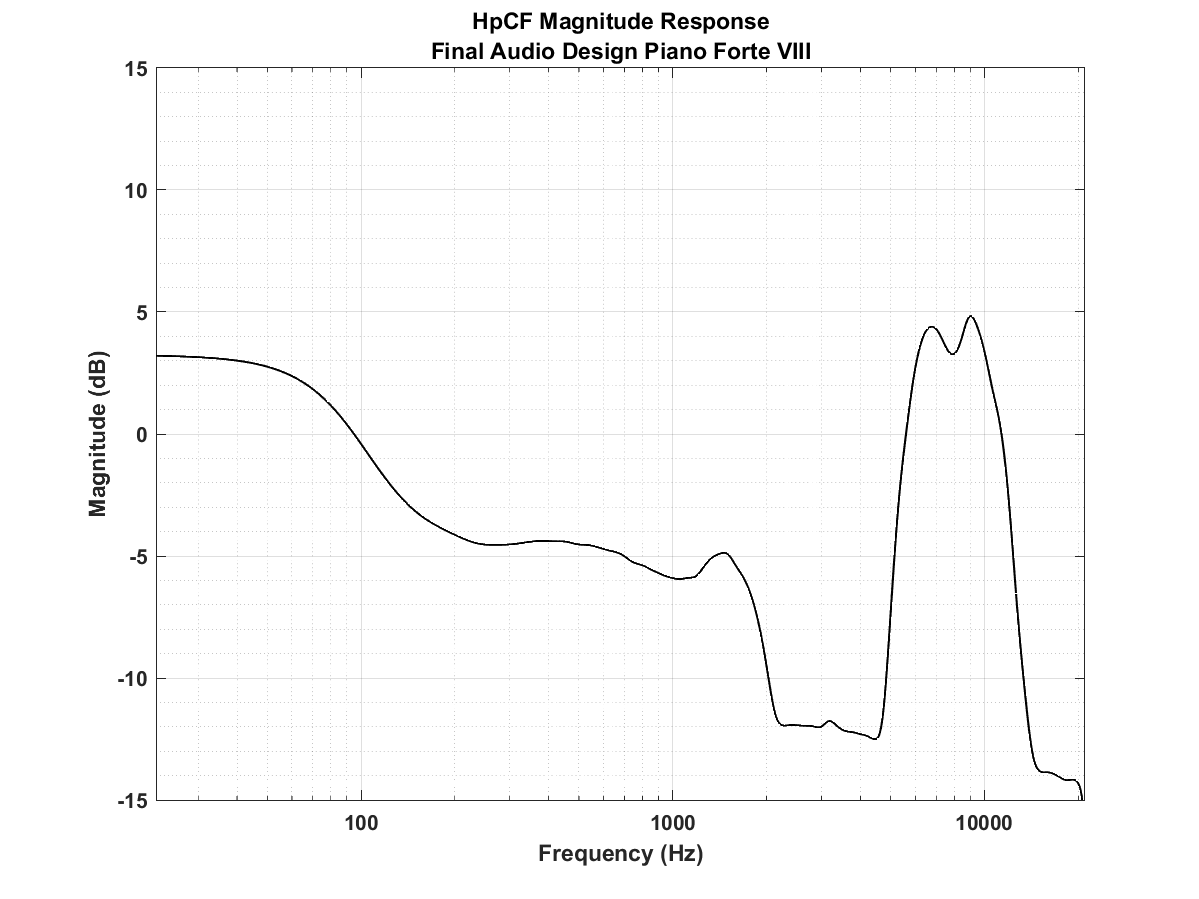 HpCF Magnitude Response
Final Audio Design Piano Forte VIII
15
10
5
0
-5
-10
-15
Magnitude (dB)
100
1000
10000
Frequency (Hz)